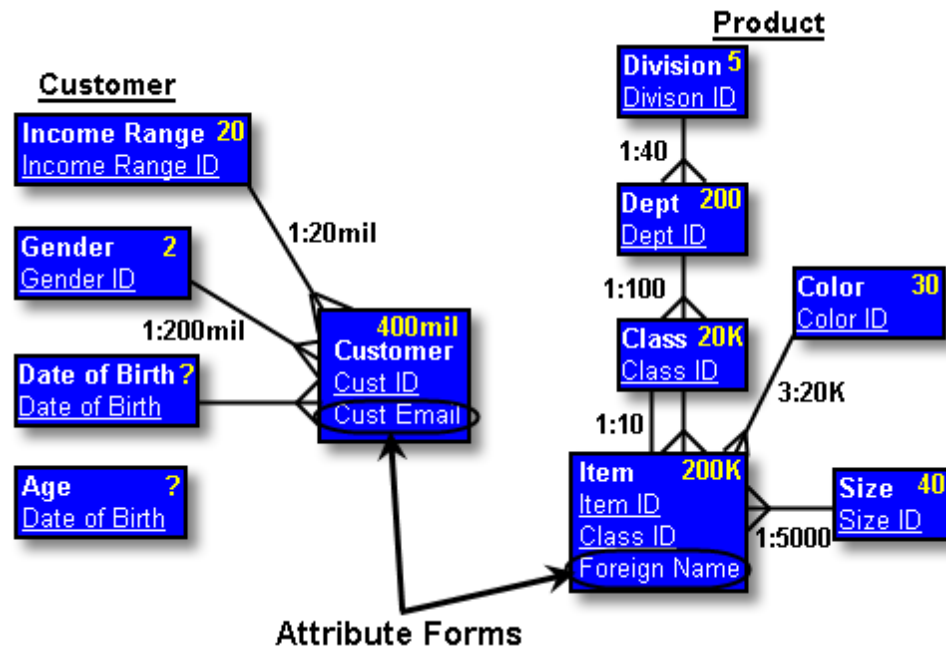 Product
Division 5
Divison ID
Customer
Income Range 20
Income Range ID
1:40
Dept 200
Dept ID
1:20mil
Gender 2
Gender ID
1:100
Color 30
Color ID
1:200mil
400mil
Customer
Cust ID
Cust Email
Class 20K
Class ID
Date of Birth ?
Date of Birth
3:20K
1:10
Age ?
Date of Birth
Item 200K
Item ID
Class ID
Foreign Name
Size 40
Size ID
1:5000
Attribute Forms